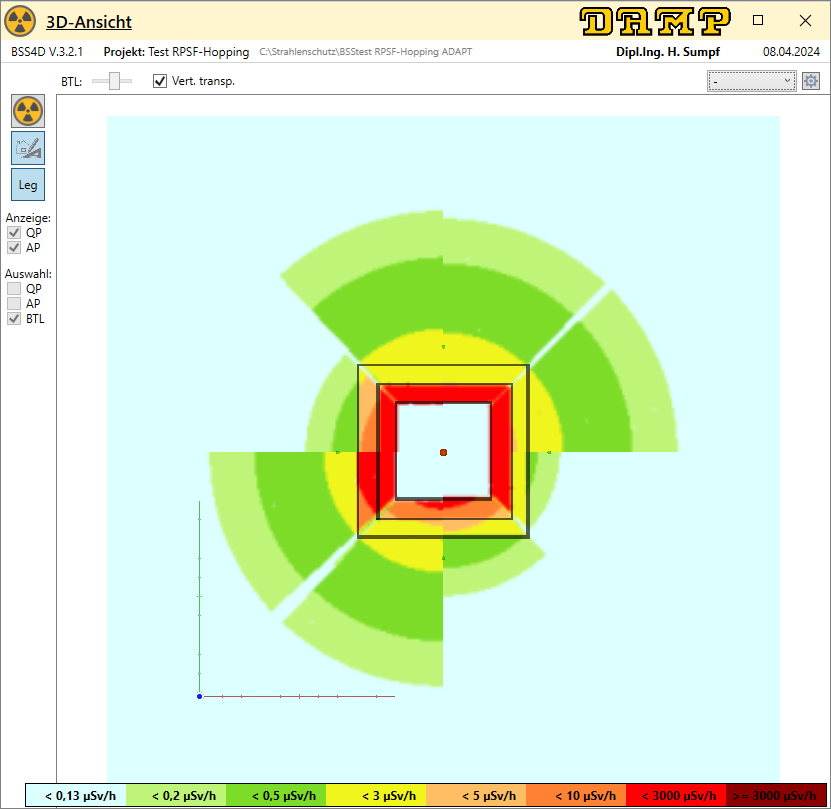 3D-Ansicht
DAMP
BSS4D V.3.2.1 Projekt: Test RPSF-Hopping C:\Strahlenschutz\BSStest RPSF-Hopping ADAPT Dipl.Ing. H. Sumpf 08.04.2024
BTL: Vert. transp. -
Leg
Anzeige:
QP
AP
Auswahl:
QP
AP
BTL
< 0,13 µSv/h < 0,2 µSv/h < 0,5 µSv/h < 3 µSv/h < 5 µSv/h < 10 µSv/h < 3000 µSv/h >= 3000 µSv/h